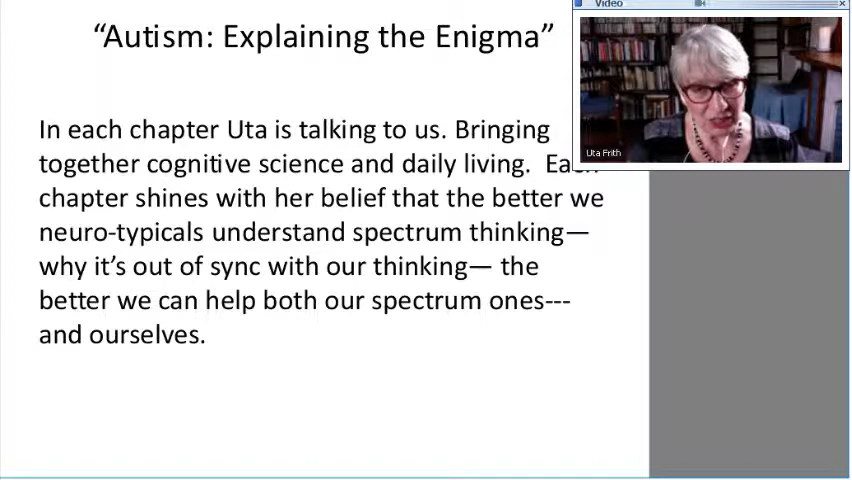 Video
“Autism: Explaining the Enigma”
Uta Frith
In each chapter Uta is talking to us. Bringing
together cognitive science and daily living.  Each
chapter shines with her belief that the better we
neuro-typicals understand spectrum thinking—
why it’s out of sync with our thinking— the
better we can help both our spectrum ones---
and ourselves.